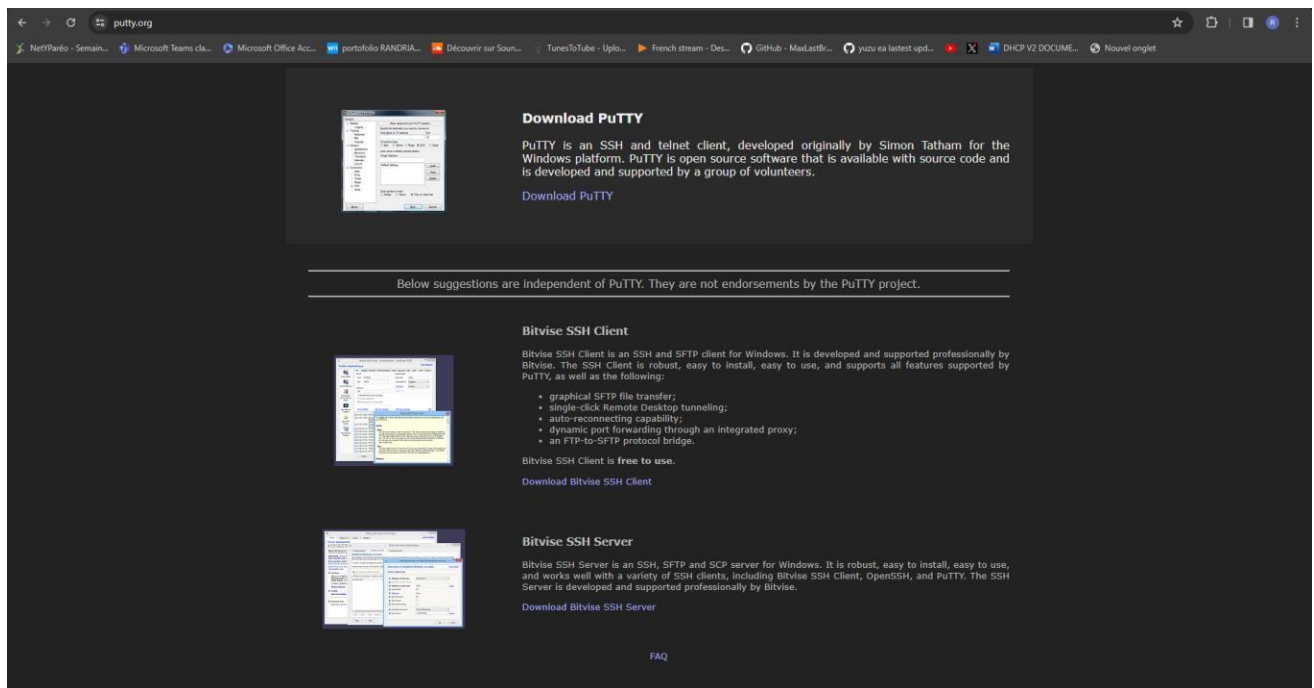 putty.org
NetYParéo - Semain... Microsoft Teams cla... Microsoft Office Acc... portofolio RANDRIA... Découvrir sur Soun... TunesToTube - Uplo... French stream - Des... GitHub - MaxLastBr... yuzu ea lastest upd... DHCP V2 DOCUME... Nouvel onglet
Download PuTTY
PuTTY is an SSH and telnet client, developed originally by Simon Tatham for the
Windows platform. PuTTY is open source software that is available with source code and
is developed and supported by a group of volunteers.
Download PuTTY
Below suggestions are independent of PuTTY. They are not endorsements by the PuTTY project.
Bitvise SSH Client
Bitvise SSH Client is an SSH and SFTP client for Windows. It is developed and supported professionally by
Bitvise. The SSH Client is robust, easy to install, easy to use, and supports all features supported by
PuTTY, as well as the following:
• graphical SFTP file transfer;
• single-click Remote Desktop tunneling;
• auto-reconnecting capability;
• dynamic port forwarding through an integrated proxy;
• an FTP-to-SFTP protocol bridge.
Bitvise SSH Client is free to use.
Download Bitvise SSH Client
Bitvise SSH Server
Bitvise SSH Server is an SSH, SFTP and SCP server for Windows. It is robust, easy to install, easy to use,
and works well with a variety of SSH clients, including Bitvise SSH Client, OpenSSH, and PuTTY. The SSH
Server is developed and supported professionally by Bitvise.
Download Bitvise SSH Server
FAQ